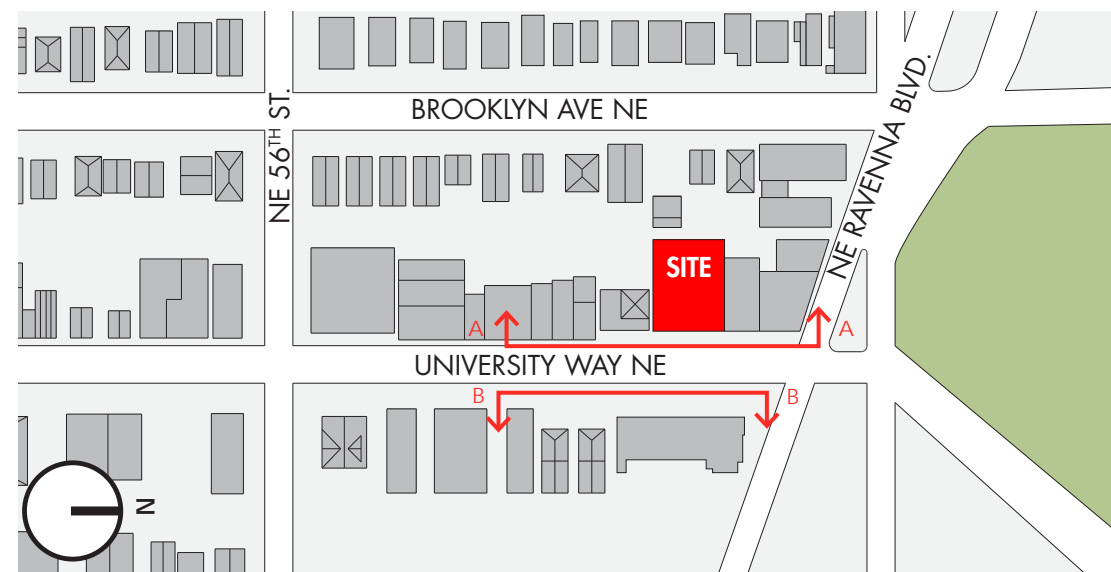 BROOKLYN AVE NE
NE 56TH ST.
NE RAVENNA BLVD.
SITE
A
A
UNIVERSITY WAY NE
B
B
N